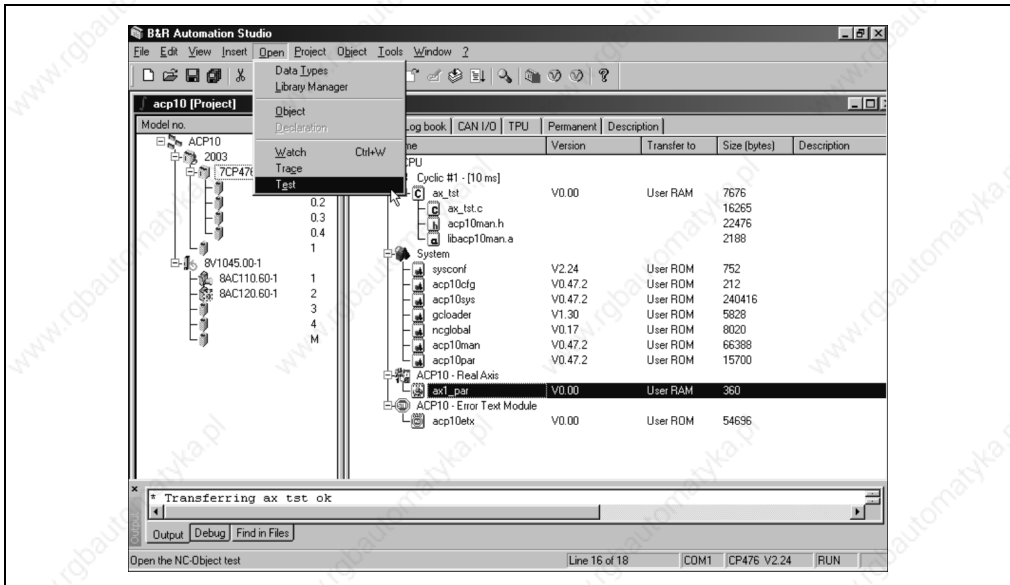 B&R Automation Studio
File Edit View Insert Open Project Object Tools Window ?
Data Types
Library Manager
Object
Declaration
Watch Ctrl+W
Trace
Test
acp10 [Project]
Model no.
ACP10
2003
7CP476
0.2
0.3
0.4
1
8V1045.00-1
8AC110.60-1 1
8AC120.60-1 2
3
4
M
Log book CAN I/O TPU Permanent Description
Version Transfer to Size (bytes) Description
Cyclic #1 - [10 ms]
ax_tst V0.00 User RAM 7676
ax_tst.c 16265
acp10man.h 22476
libacp10man.a 2188
System
sysconf V2.24 User ROM 752
acp10cfg V0.47.2 User ROM 212
acp10sys V0.47.2 User ROM 240416
gcloader V1.30 User ROM 5828
ncglobal V0.17 User ROM 8020
acp10man V0.47.2 User ROM 66388
acp10par V0.47.2 User ROM 15700
ACP10 - Real Axis
ax1_par V0.00 User RAM 360
ACP10 - Error Text Module
acp10etx V0.00 User ROM 54696
* Transferring ax tst ok
Output
Output Debug Find in Files
Open the NC-Object test Line 16 of 18 COM1 CP476 V2.24 RUN
www.rgbautomatyka.pl